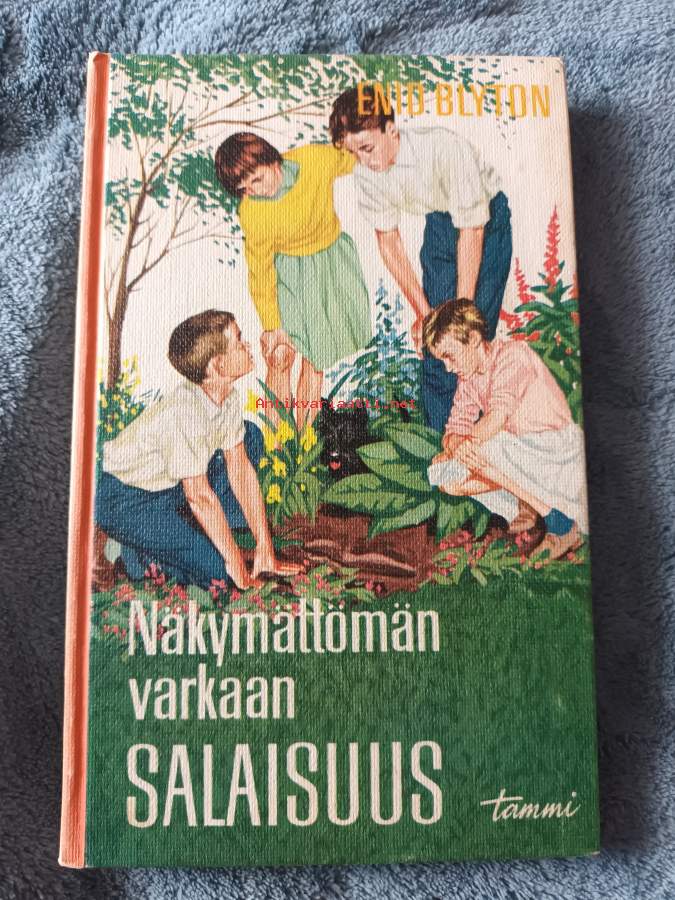 ENID BLYTON
Antikvariaatti.net
Näkymättömän
varkaan
SALAISUUS
tammi